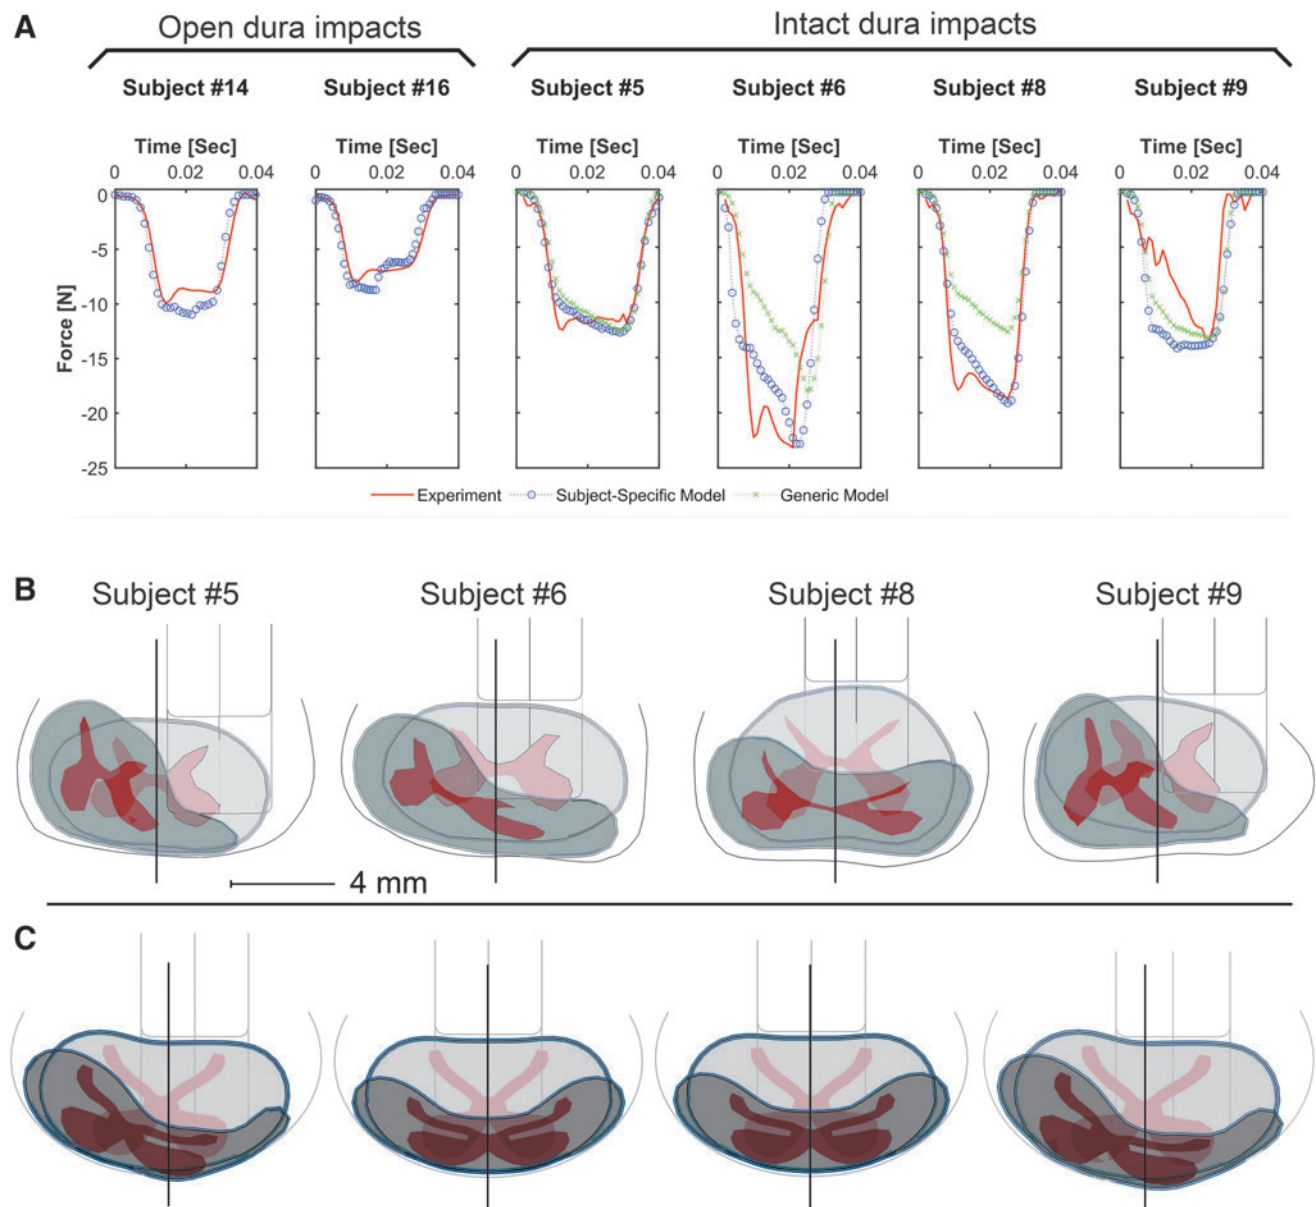 A
Open dura impacts
Intact dura impacts
Subject #14
Subject #16
Subject #5
Subject #6
Subject #8
Subject #9
Time [Sec]
Time [Sec]
Time [Sec]
Time [Sec]
Time [Sec]
Time [Sec]
0 0.02 0.04
0 0.02 0.04
0 0.02 0.04
0 0.02 0.04
0 0.02 0.04
0 0.02 0.04
Force [N]
0
-5
-10
-15
-20
-25
Experiment
Subject-Specific Model
Generic Model
B
Subject #5
Subject #6
Subject #8
Subject #9
4 mm
C